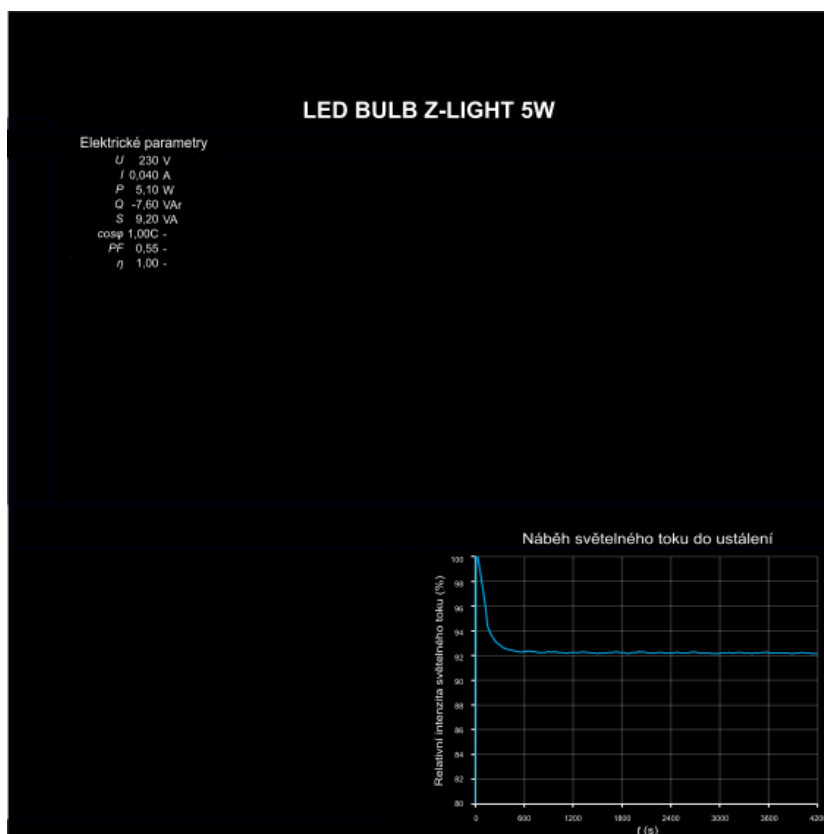 LED BULB Z-LIGHT 5W
Elektrické parametry
U 230 V
I 0,040 A
P 5,10 W
Q -7,60 VAr
S 9,20 VA
cosφ 1,00C -
PF 0,55 -
η 1,00 -
Náběh světelného toku do ustálení
Relativní intenzita světelného toku (%)
100
98
96
94
92
90
88
86
84
82
80
0 600 1200 1800 2400 3000 3600 4200
t (s)